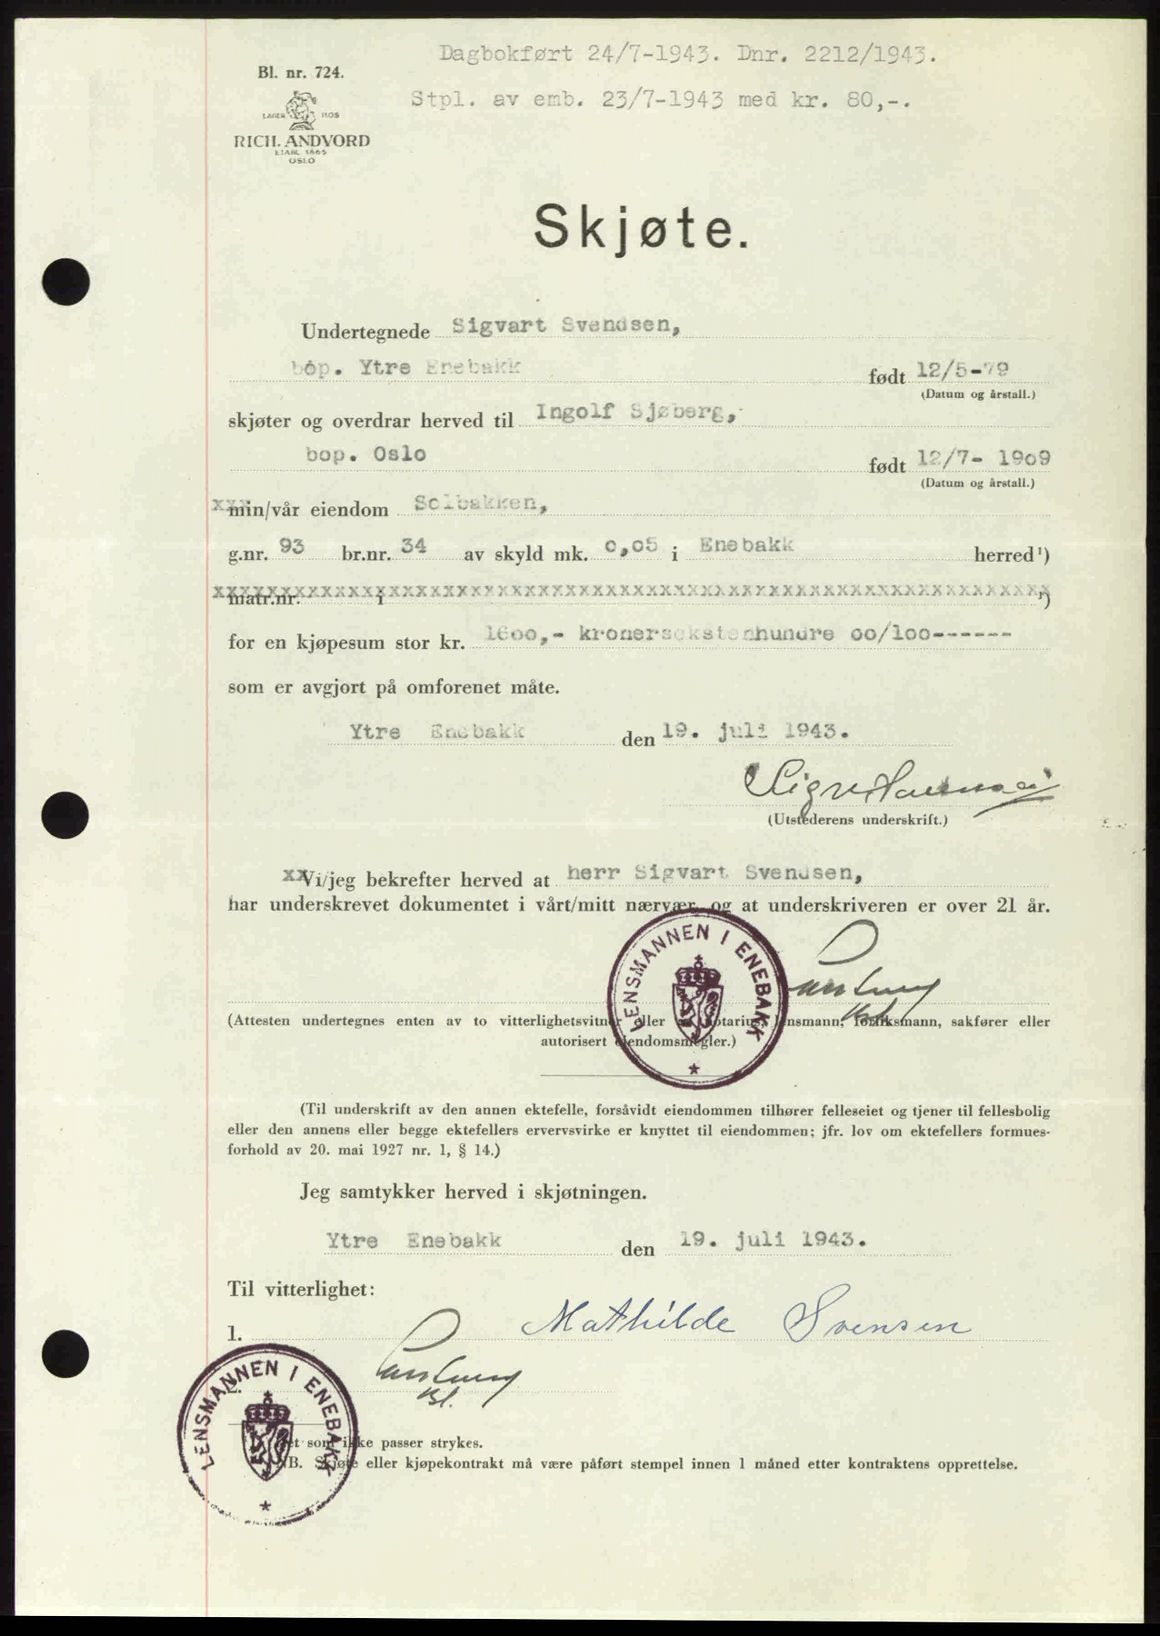 Dagbokført 24/7-1943. Dnr. 2212/1943.
Bl. nr. 724.
Stpl. av emb. 23/7-1943 med kr. 80,-.
RICH. ANDVORD
ETABL 1865
OSLO
Skjøte.
Undertegnede Sigvart Svendsen,
bop. Ytre Enebakk født 12/5-79
(Datum og årstall.)
skjøter og overdrar herved til Ingolf Sjøberg,
bop. Oslo født 12/7- 1909
(Datum og årstall.)
xxxmin/vår eiendom Solbakken,
g.nr. 93 br.nr. 34 av skyld mk. 0,05 i Enebakk herred¹)
matr.nr. i ¹)
for en kjøpesum stor kr. 1600,- kronersekstenhundre oo/loo------
som er avgjort på omforenet måte.
Ytre Enebakk den 19. juli 1943.
(Utstederens underskrift.)
xxVi/jeg bekrefter herved at herr Sigvart Svendsen,
har underskrevet dokumentet i vårt/mitt nærvær og at underskriveren er over 21 år.
LENSMANNEN I ENEBAKK
(Attesten undertegnes enten av to vitterlighetsvitner eller notarius, lensmann, forliksmann, sakfører eller
autorisert eiendomsmegler.)
(Til underskrift av den annen ektefelle, forsåvidt eiendommen tilhører felleseiet og tjener til fellesbolig
eller den annens eller begge ektefellers ervervsvirke er knyttet til eiendommen; jfr. lov om ektefellers formues-
forhold av 20. mai 1927 nr. 1, § 14.)
Jeg samtykker herved i skjøtningen.
Ytre Enebakk den 19. juli 1943.
Til vitterlighet:
1. Mathilde Svensen
LENSMANNEN I ENEBAKK
som ikke passer strykes.
NB. Skjøte eller kjøpekontrakt må være påført stempel innen 1 måned etter kontraktens opprettelse.